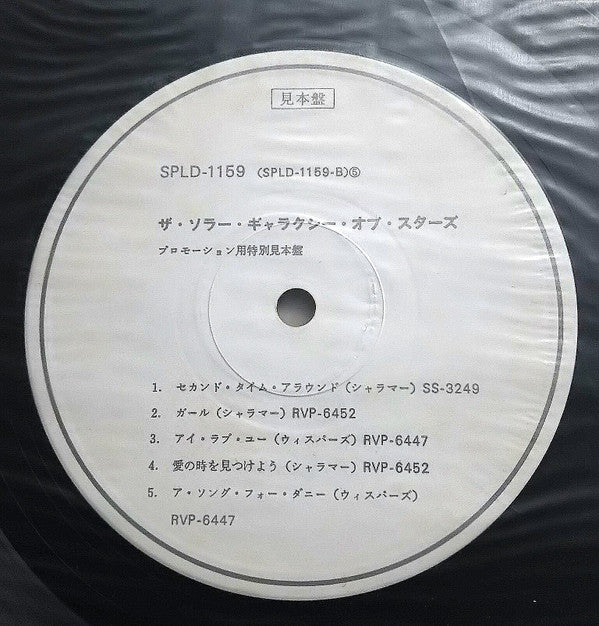 見本盤
SPLD-1159 (SPLD-1159-B)⑤
ザ・ソラー・ギャラクシー・オブ・スターズ
プロモーション用特別見本盤
1. セカンド・タイム・アラウンド(シャラマー) SS-3249
2. ガール(シャラマー) RVP-6452
3. アイ・ラブ・ユー(ウィスパーズ) RVP-6447
4. 愛の時を見つけよう(シャラマー) RVP-6452
5. ア・ソング・フォー・ダニー(ウィスパーズ)
RVP-6447